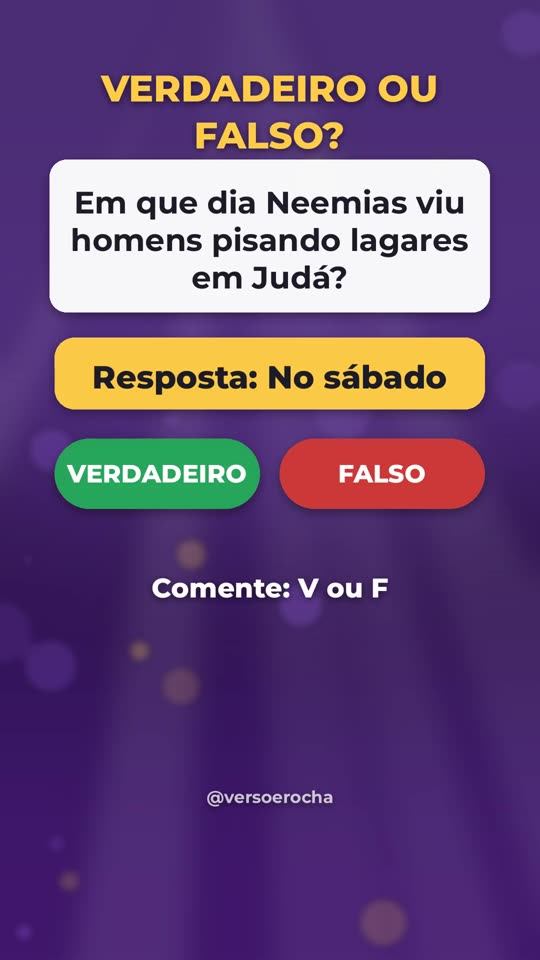 VERDADEIRO OU
FALSO?
Em que dia Neemias viu
homens pisando lagares
em Judá?
Resposta: No sábado
VERDADEIRO
FALSO
Comente: V ou F
@versoerocha